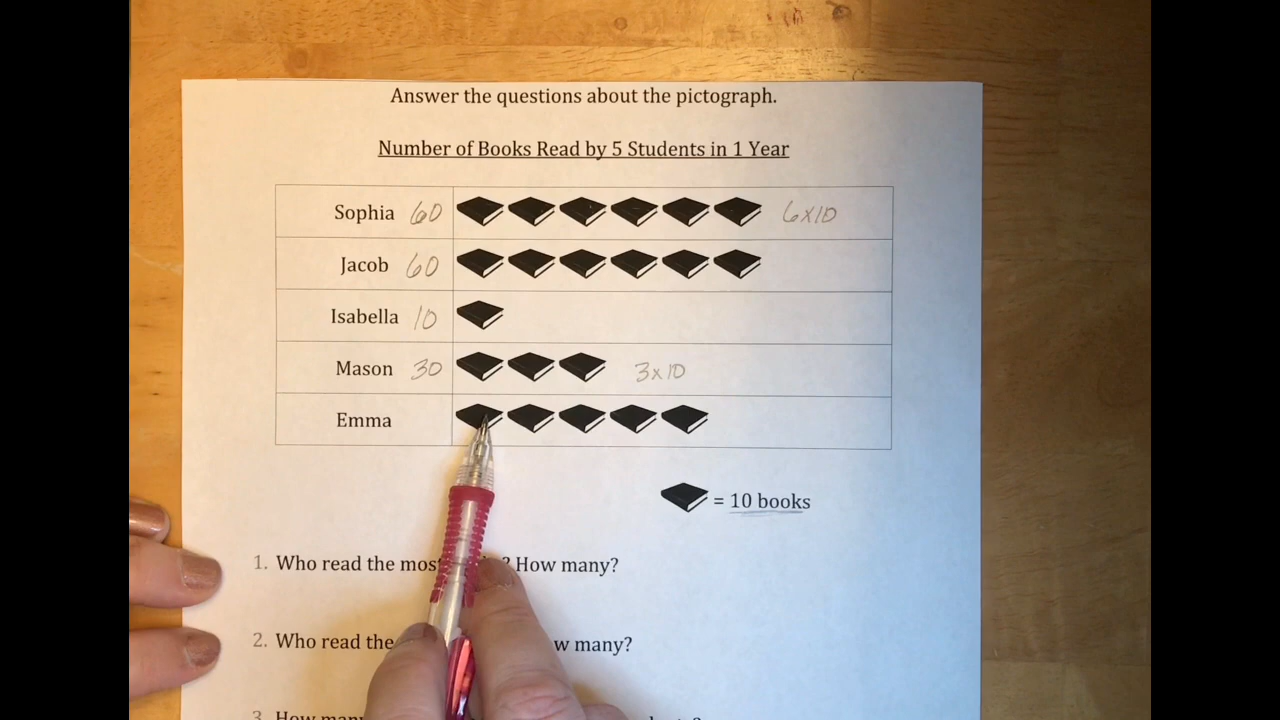 Answer the questions about the pictograph.
Number of Books Read by 5 Students in 1 Year
Sophia 60 6x10
Jacob 60
Isabella 10
Mason 30 3x10
Emma
= 10 books
1. Who read the most ? How many?
2. Who read the many?
3.